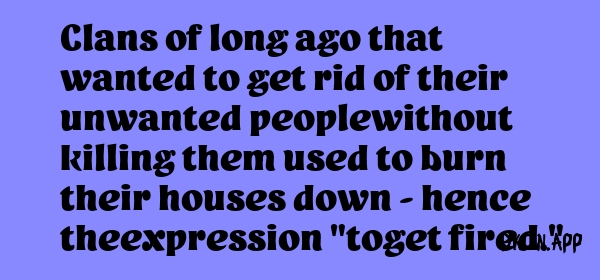 Clans of long ago that
wanted to get rid of their
unwanted peoplewithout
killing them used to burn
their houses down - hence
theexpression "toget fired."